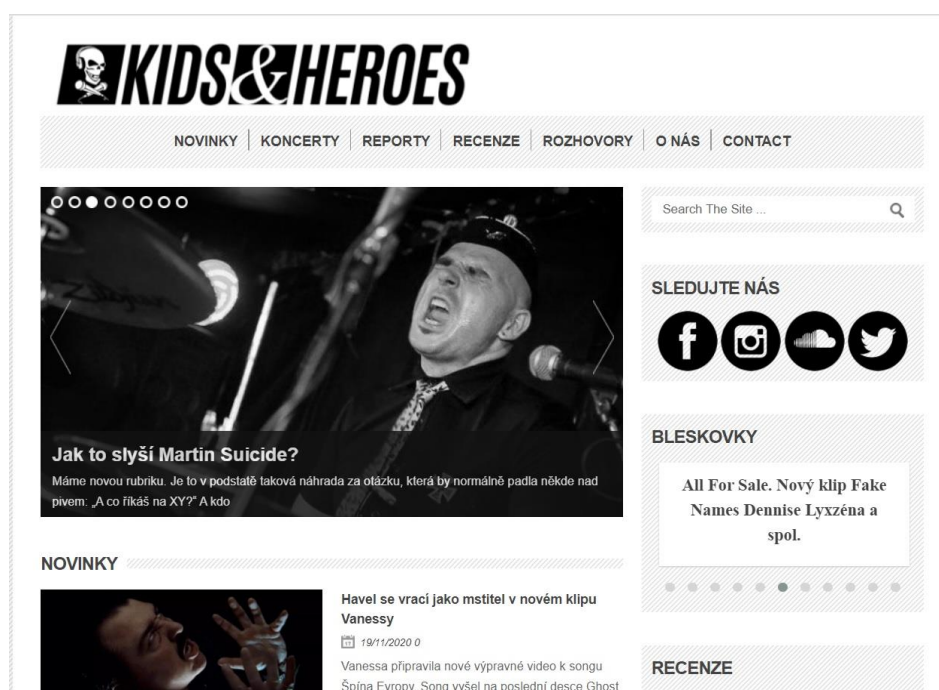 KIDS&HEROES
NOVINKY
KONCERTY
REPORTY
RECENZE
ROZHOVORY
O NÁS
CONTACT
Search The Site ...
Jak to slyší Martin Suicide?
Máme novou rubriku. Je to v podstatě taková náhrada za otázku, která by normálně padla někde nad
pivem: „A co říkáš na XY?“ A kdo
SLEDUJTE NÁS
BLESKOVKY
All For Sale. Nový klip Fake
Names Dennise Lyxzéna a
spol.
NOVINKY
Havel se vrací jako mstitel v novém klipu
Vanessy
19/11/2020 0
Vanessa připravila nové výpravné video k songu
Špína Evropy. Song vyšel na poslední desce Ghost
RECENZE